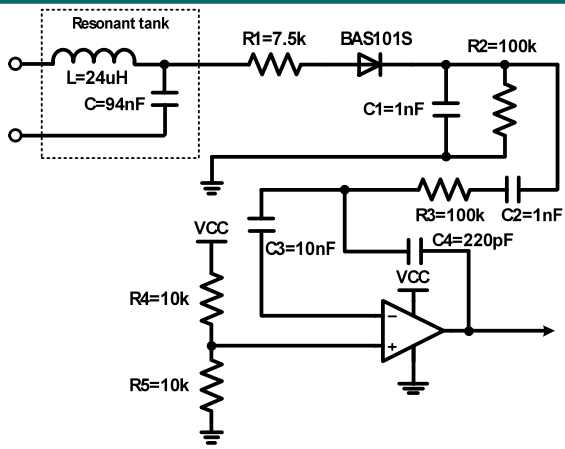 Resonant tank
L=24uH
C=94nF
R1=7.5k
BAS101S
R2=100k
C1=1nF
R3=100k
C2=1nF
C3=10nF
C4=220pF
VCC
VCC
R4=10k
R5=10k
−
+